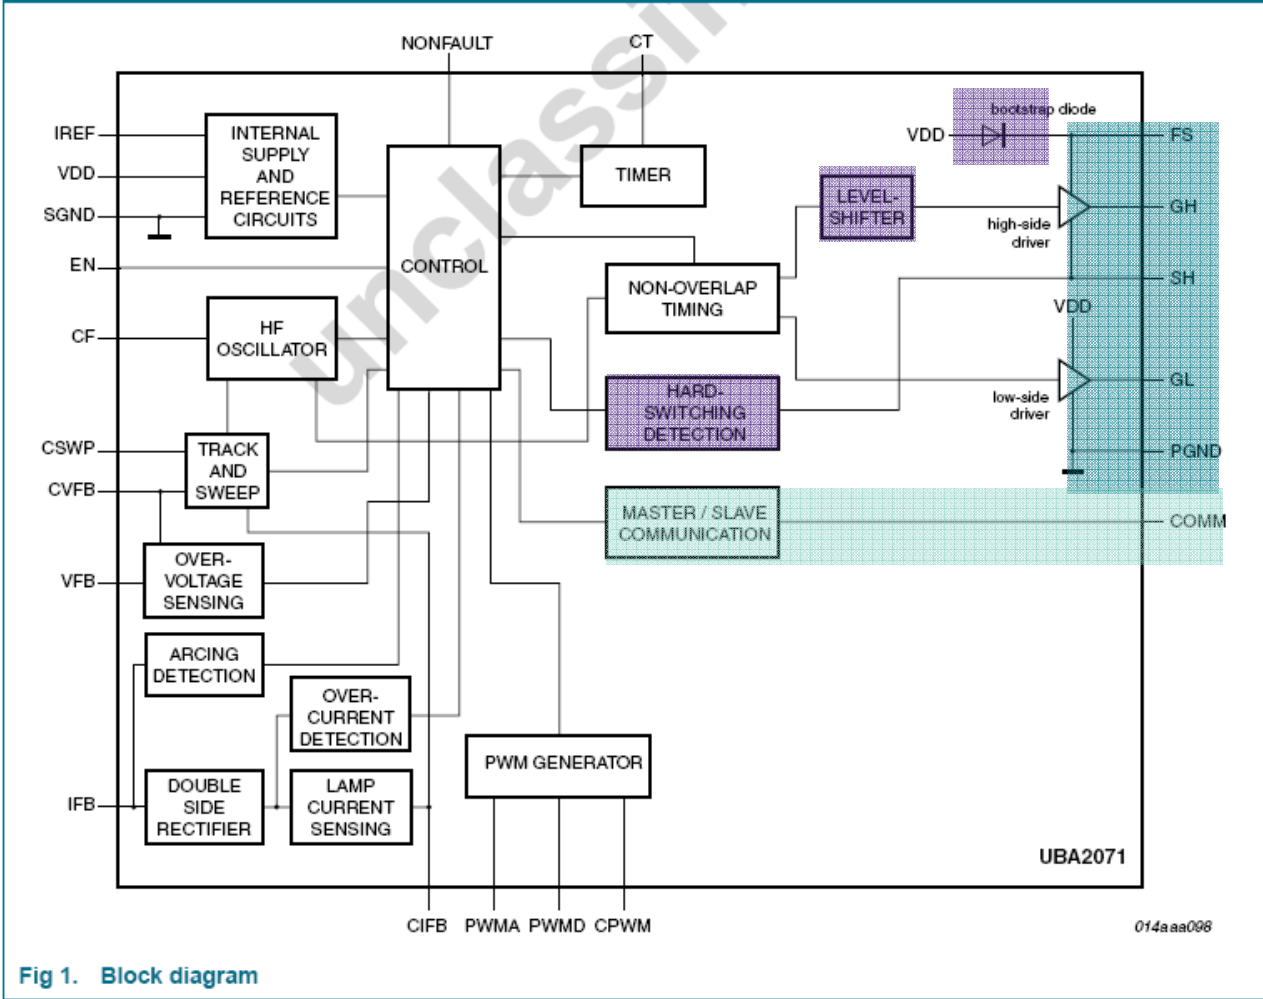 NONFAULT
CT
unclassin
bootstrap diode
IREF
INTERNAL
SUPPLY
AND
REFERENCE
CIRCUITS
VDD
FS
VDD
TIMER
LEVEL-
SHIFTER
SGND
GH
high-side
driver
EN
CONTROL
NON-OVERLAP
TIMING
SH
VDD
CF
HF
OSCILLATOR
HARD-
SWITCHING
DETECTION
GL
low-side
driver
CSWP
TRACK
AND
SWEEP
PGND
CVFB
MASTER / SLAVE
COMMUNICATION
COMM
VFB
OVER-
VOLTAGE
SENSING
ARCING
DETECTION
OVER-
CURRENT
DETECTION
PWM GENERATOR
IFB
DOUBLE
SIDE
RECTIFIER
LAMP
CURRENT
SENSING
UBA2071
CIFB PWMA PWMD CPWM
014aaa098
Fig 1. Block diagram